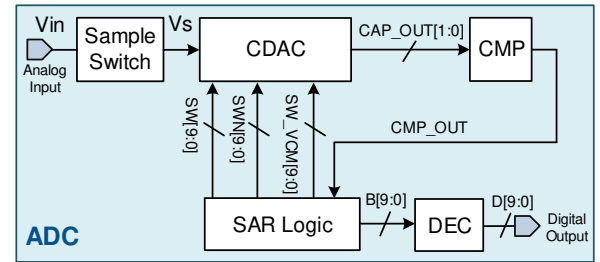 Vin
Sample
Switch
Vs
CDAC
CAP_OUT[1:0]
CMP
Analog
Input
SW[9:0]
SWN[9:0]
SW_VCM[9:0]
CMP_OUT
SAR Logic
B[9:0]
DEC
D[9:0]
Digital
Output
ADC